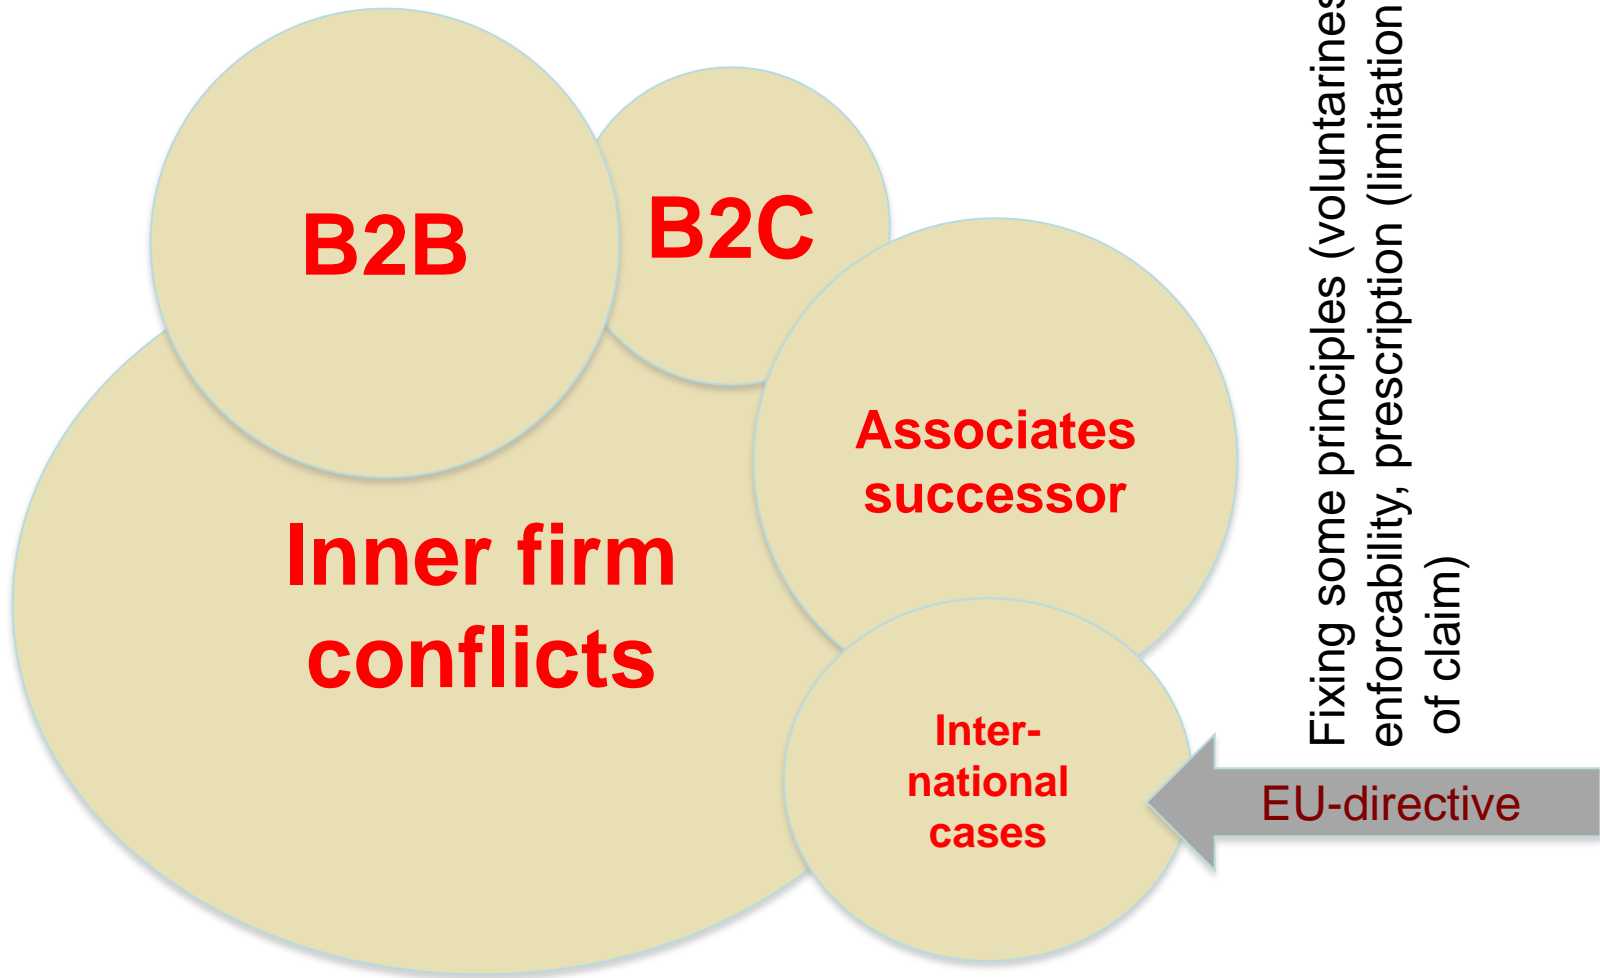 B2B
B2C
Associates
successor
Inner firm
conflicts
Inter-
national
cases
EU-directive
Fixing some principles
enforcability, prescription (limitation
of claim)